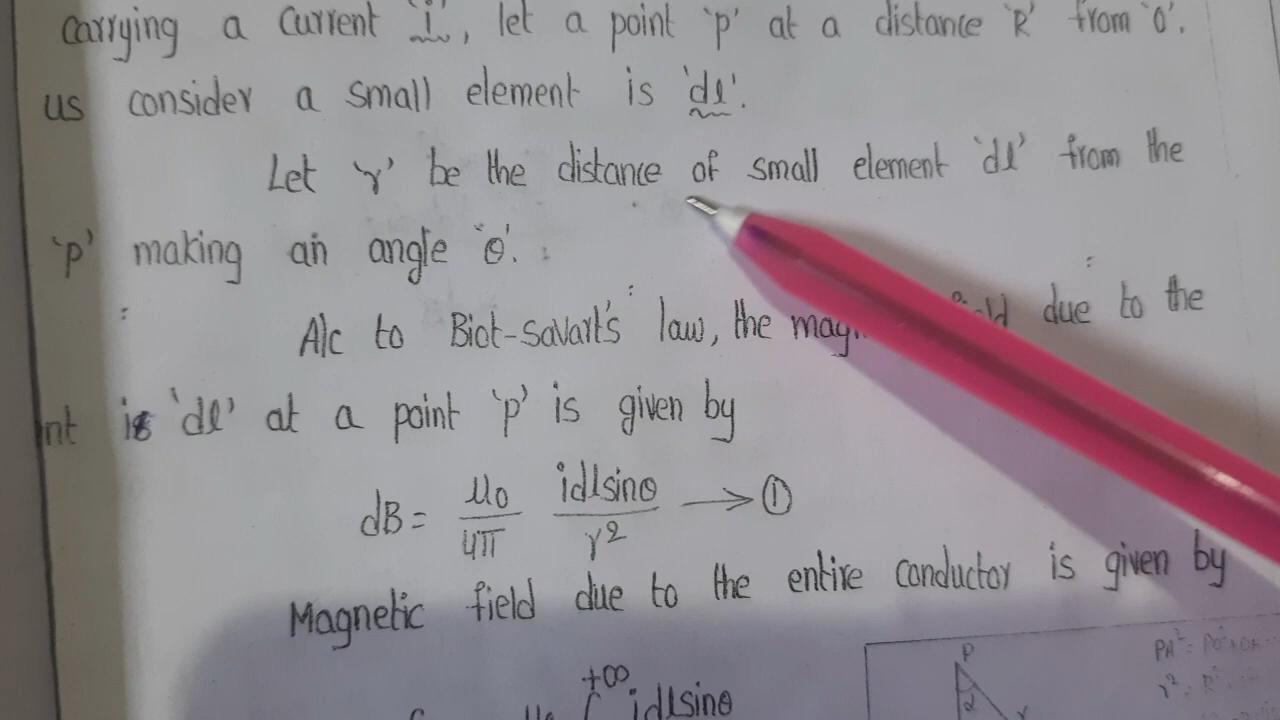 carrying a current 'i', let a point 'p' at a distance 'R' from 'o'.
us consider a small element is 'dl'.
Let 'r' be the distance of small element 'dl' from the
'p' making an angle 'θ'.
A/c to Biot-savart's law, the due to the
is 'dl' at a point 'p' is given by
dB = μ0/4π idlsinθ/r² → ①
Magnetic field due to the entire conductor is given by
+∞
idlsinθ
P